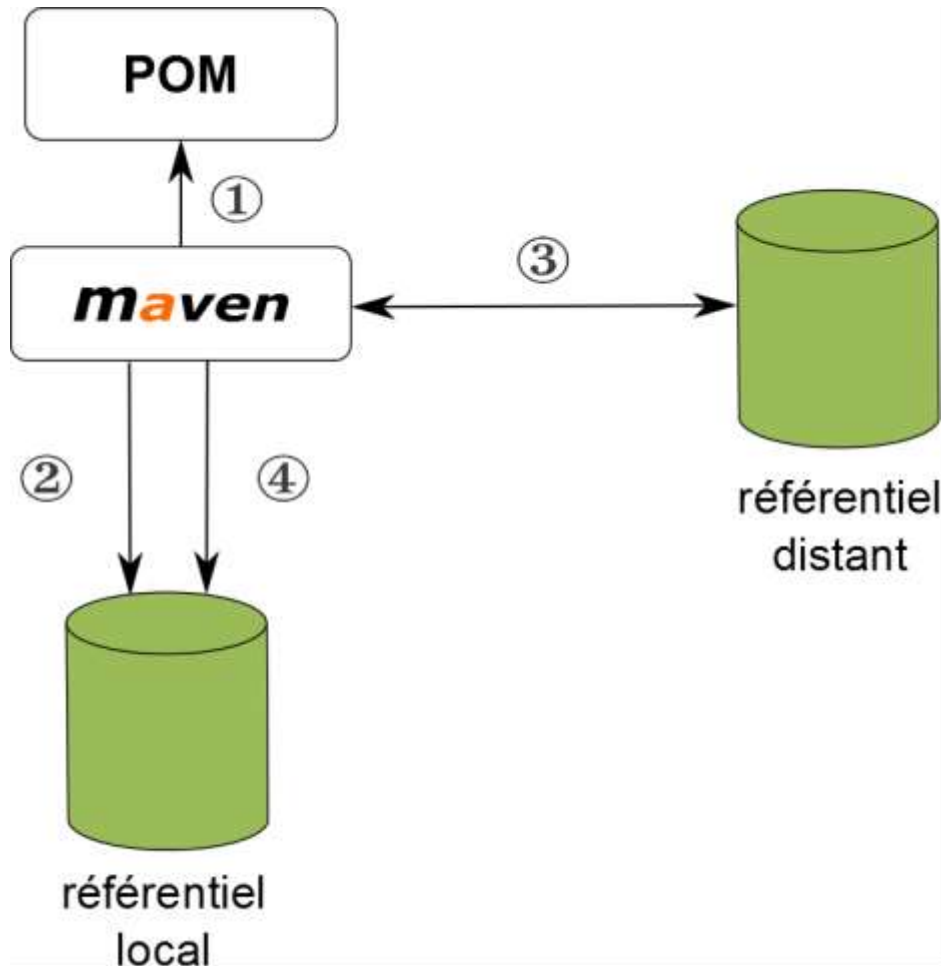 POM
①
maven
③
②
④
référentiel
distant
référentiel
local